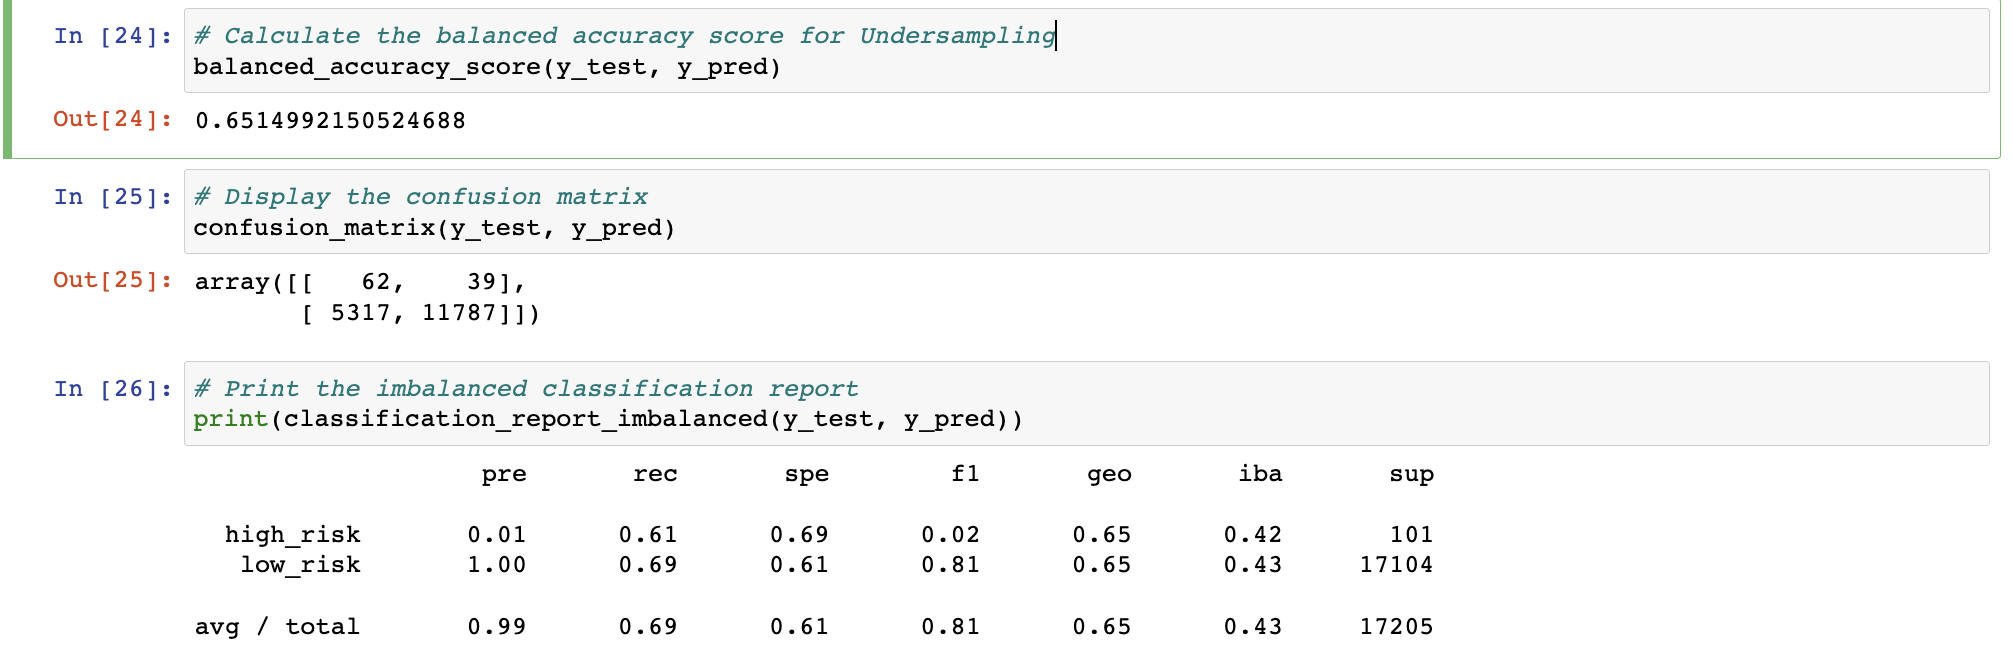 In [24]: # Calculate the balanced accuracy score for Undersampling
balanced_accuracy_score(y_test, y_pred)
Out[24]: 0.6514992150524688
In [25]: # Display the confusion matrix
confusion_matrix(y_test, y_pred)
Out[25]: array([[   62,    39],
       [ 5317, 11787]])
In [26]: # Print the imbalanced classification report
print(classification_report_imbalanced(y_test, y_pred))
pre rec spe f1 geo iba sup
high_risk 0.01 0.61 0.69 0.02 0.65 0.42 101
low_risk 1.00 0.69 0.61 0.81 0.65 0.43 17104
avg / total 0.99 0.69 0.61 0.81 0.65 0.43 17205